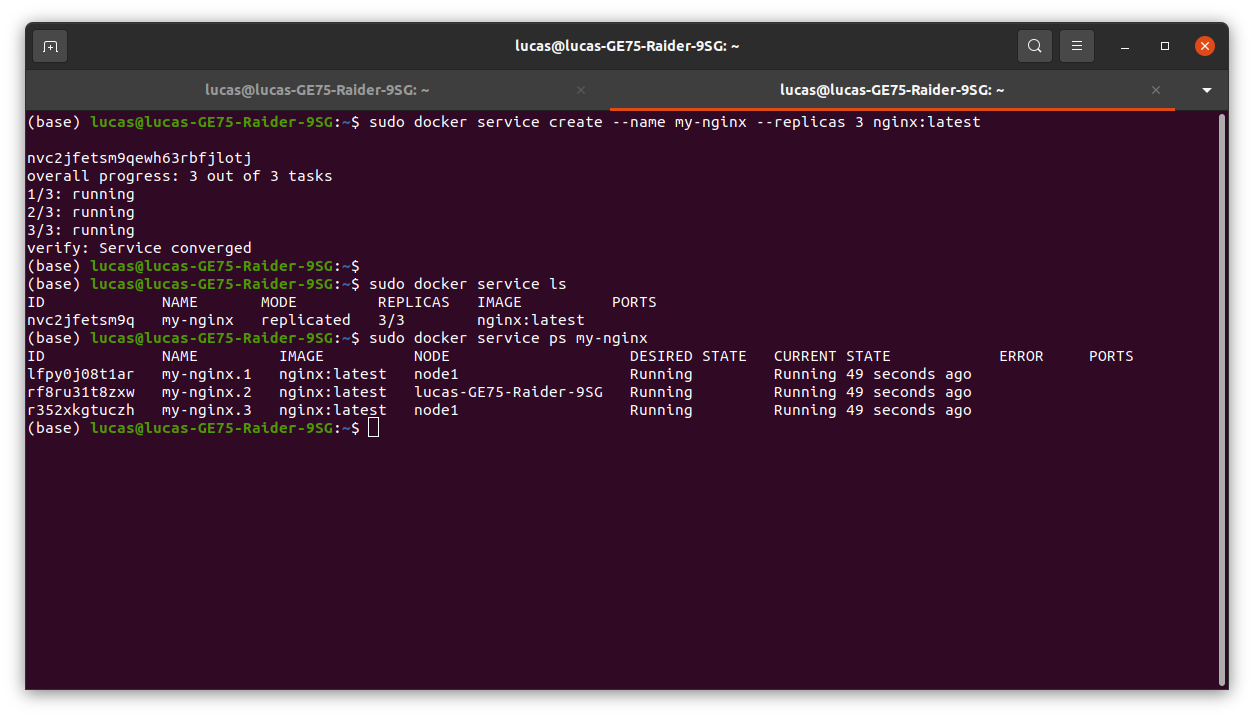 lucas@lucas-GE75-Raider-9SG: ~
lucas@lucas-GE75-Raider-9SG: ~
lucas@lucas-GE75-Raider-9SG: ~
(base) lucas@lucas-GE75-Raider-9SG:~$ sudo docker service create --name my-nginx --replicas 3 nginx:latest
nvc2jfetsm9qewh63rbfjlotj
overall progress: 3 out of 3 tasks
1/3: running
2/3: running
3/3: running
verify: Service converged
(base) lucas@lucas-GE75-Raider-9SG:~$
(base) lucas@lucas-GE75-Raider-9SG:~$ sudo docker service ls
ID             NAME       MODE         REPLICAS   IMAGE          PORTS
nvc2jfetsm9q   my-nginx   replicated   3/3        nginx:latest
(base) lucas@lucas-GE75-Raider-9SG:~$ sudo docker service ps my-nginx
ID             NAME         IMAGE          NODE                    DESIRED STATE   CURRENT STATE            ERROR     PORTS
lfpy0j08t1ar   my-nginx.1   nginx:latest   node1                   Running         Running 49 seconds ago
rf8ru31t8zxw   my-nginx.2   nginx:latest   lucas-GE75-Raider-9SG   Running         Running 49 seconds ago
r352xkgtuczh   my-nginx.3   nginx:latest   node1                   Running         Running 49 seconds ago
(base) lucas@lucas-GE75-Raider-9SG:~$